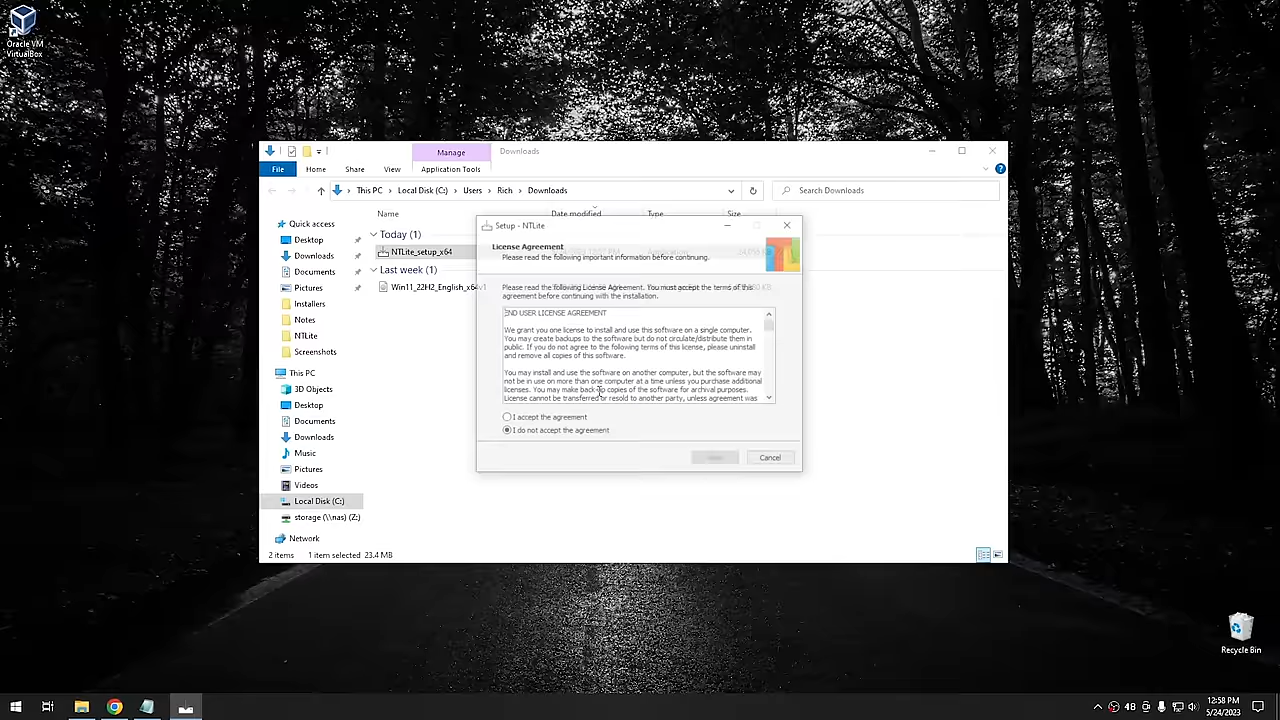 Oracle VM
VirtualBox
Manage
Downloads
File
Home
Share
View
Application Tools
This PC
Local Disk (C:)
Users
Rich
Downloads
Search Downloads
Name
Date modified
Type
Size
Quick access
Desktop
Downloads
Documents
Pictures
Installers
Notes
NTLite
Screenshots
This PC
3D Objects
Desktop
Documents
Downloads
Music
Pictures
Videos
Local Disk (C:)
storage (\\nas) (Z:)
Network
Today (1)
NTLite_setup_x64
Last week (1)
Win11_22H2_English_x64v1
2 items
1 item selected 23.4 MB
Setup - NTLite
License Agreement
Please read the following important information before continuing.
Please read the following License Agreement. You must accept the terms of this
agreement before continuing with the installation.
END USER LICENSE AGREEMENT
We grant you one license to install and use this software on a single computer.
You may create backups to the software but do not circulate/distribute them in
public. If you do not agree to the following terms of this license, please uninstall
and remove all copies of this software.
You may install and use the software on another computer, but the software may
not be in use on more than one computer at a time unless you purchase additional
licenses. You may make back up copies of the software for archival purposes.
License cannot be transferred or resold to another party, unless agreement was
I accept the agreement
I do not accept the agreement
Cancel
Recycle Bin
48
12:58 PM
5/24/2023